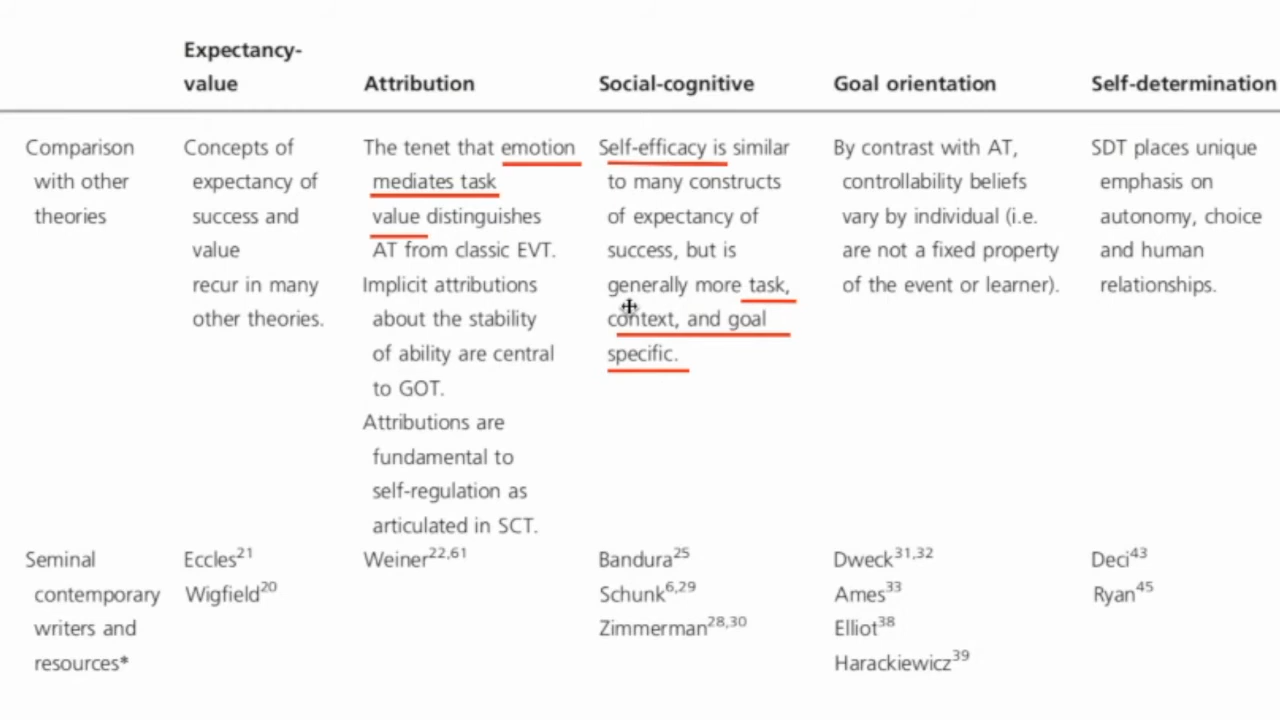 Expectancy-
value
Attribution
Social-cognitive
Goal orientation
Self-determination
Comparison
with other
theories
Concepts of
expectancy of
success and
value
recur in many
other theories.
The tenet that emotion
mediates task
value distinguishes
AT from classic EVT.
Implicit attributions
about the stability
of ability are central
to GOT.
Attributions are
fundamental to
self-regulation as
articulated in SCT.
Self-efficacy is similar
to many constructs
of expectancy of
success, but is
generally more task,
context, and goal
specific.
By contrast with AT,
controllability beliefs
vary by individual (i.e.
are not a fixed property
of the event or learner).
SDT places unique
emphasis on
autonomy, choice
and human
relationships.
Seminal
contemporary
writers and
resources*
Eccles21
Wigfield20
Weiner22,61
Bandura25
Schunk6,29
Zimmerman28,30
Dweck31,32
Ames33
Elliot38
Harackiewicz39
Deci43
Ryan45